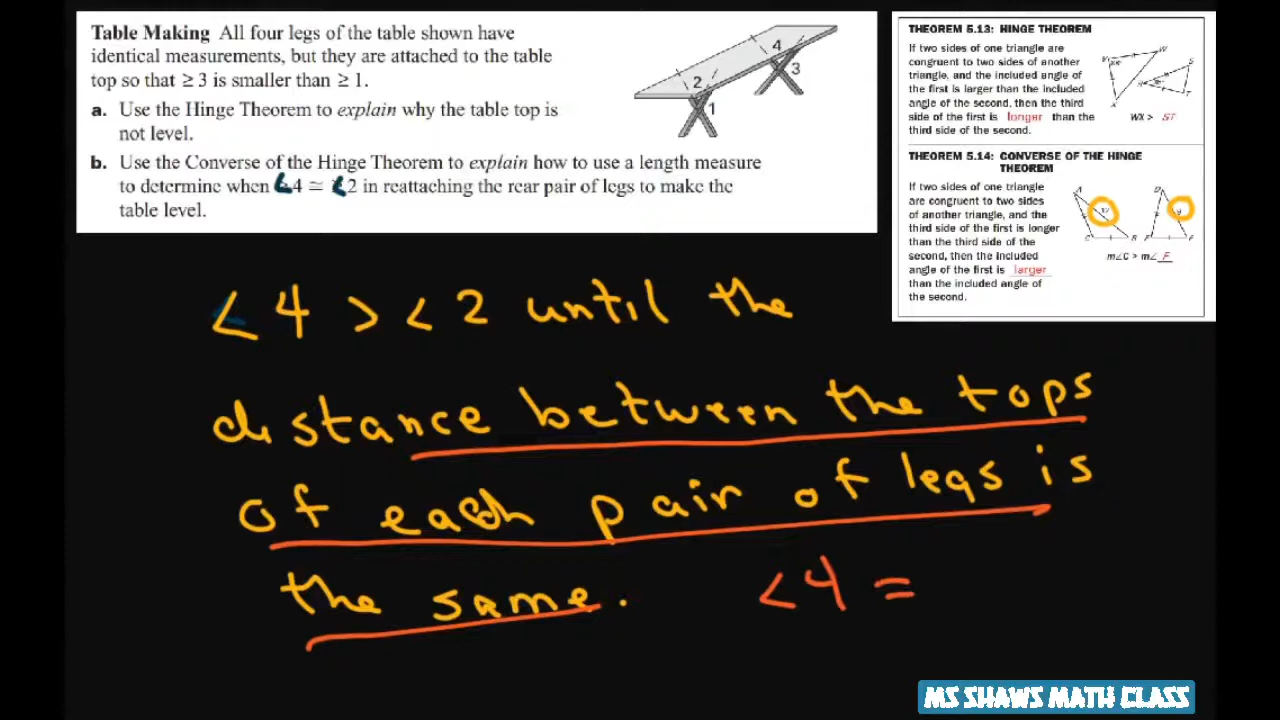 Table Making All four legs of the table shown have
identical measurements, but they are attached to the table
top so that ≥ 3 is smaller than ≥ 1.
a. Use the Hinge Theorem to explain why the table top is
not level.
b. Use the Converse of the Hinge Theorem to explain how to use a length measure
to determine when ∠4 ≅ ∠2 in reattaching the rear pair of legs to make the
table level.
2
1
4
3
THEOREM 5.13: HINGE THEOREM
If two sides of one triangle are
congruent to two sides of another
triangle, and the included angle of
the first is larger than the included
angle of the second, then the third
side of the first is longer than the
third side of the second.
V
W
X
R
S
T
WX > ST
THEOREM 5.14: CONVERSE OF THE HINGE
THEOREM
If two sides of one triangle
are congruent to two sides
of another triangle, and the
third side of the first is longer
than the third side of the
second, then the included
angle of the first is larger
than the included angle of
the second.
A
C
B
D
F
m∠C > m∠ F
<4 > <2 until the
distance between the tops
of each pair of legs is
the same. <4 =
MS SHAWS MATH CLASS